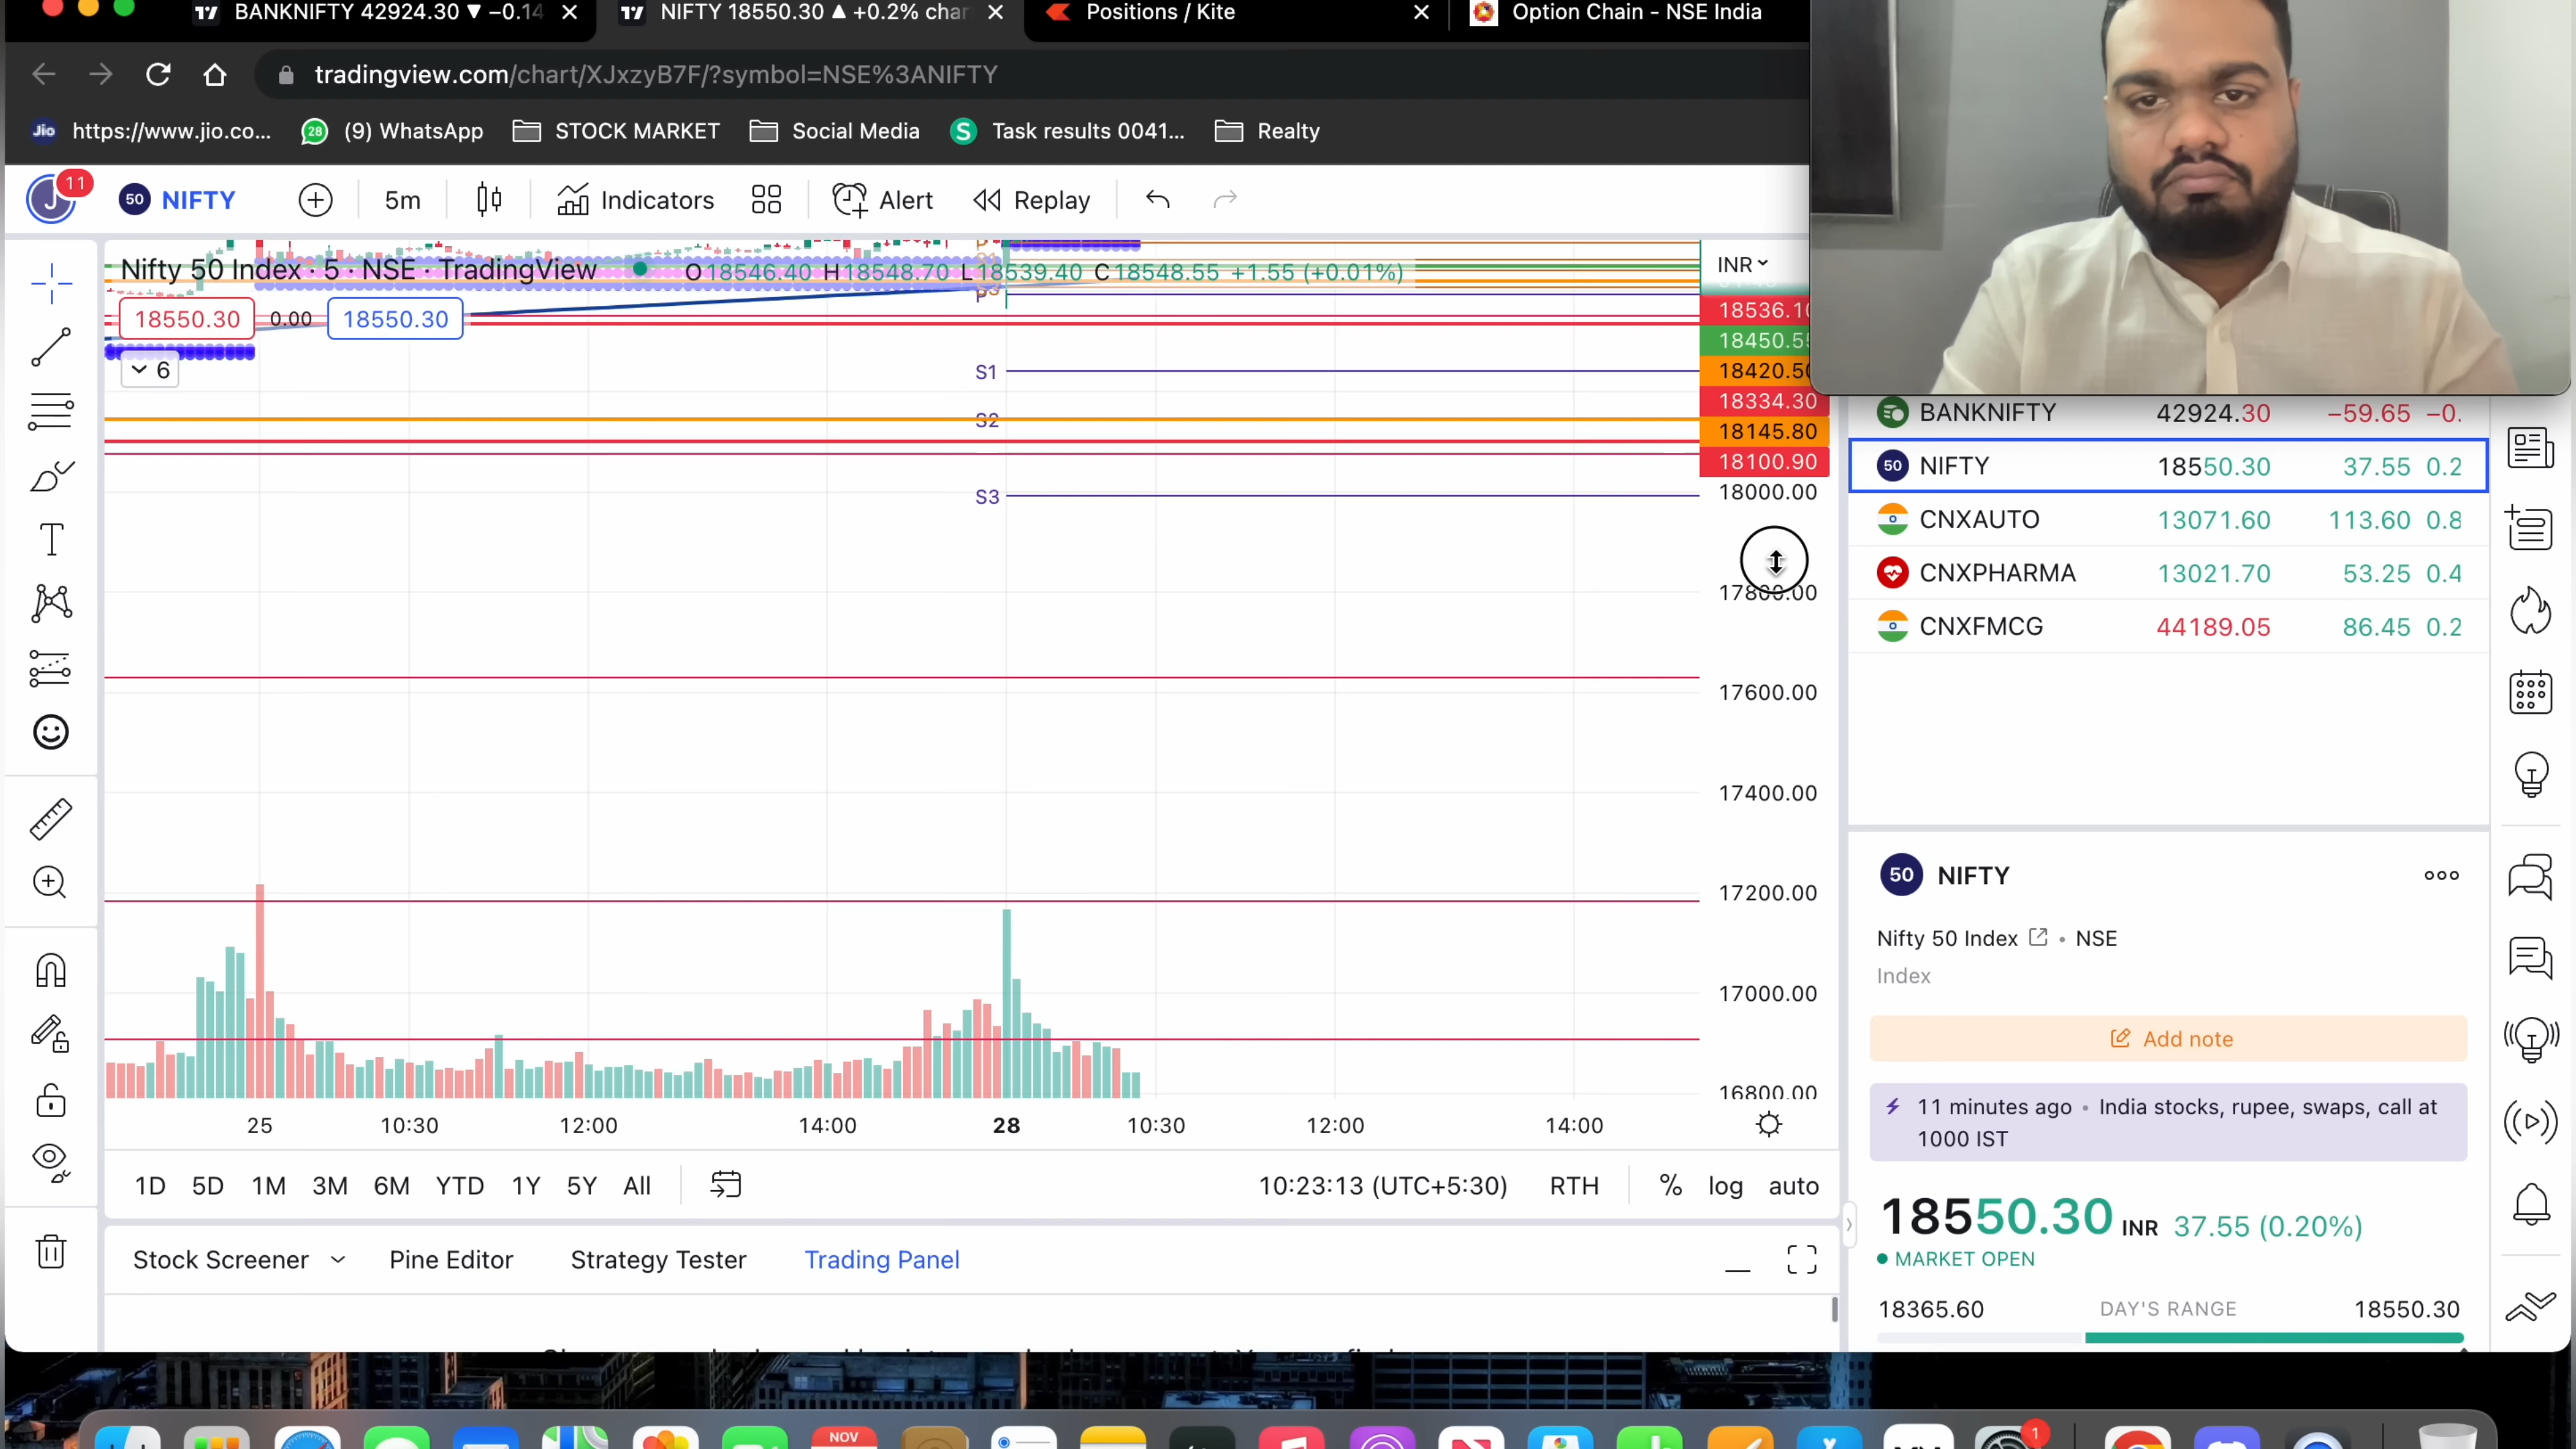 BANKNIFTY 42924.30 ▼ −0.14
NIFTY 18550.30 ▲ +0.2% char
Positions / Kite
Option Chain - NSE India
tradingview.com/chart/XJxzyB7F/?symbol=NSE%3ANIFTY
Jio https://www.jio.co...
28 (9) WhatsApp
STOCK MARKET
Social Media
S Task results 0041...
Realty
J 11
50 NIFTY
5m
Indicators
Alert
Replay
Nifty 50 Index · 5 · NSE · TradingView
O18546.40 H18548.70 L18539.40 C18548.55 +1.55 (+0.01%)
INR
18550.30 0.00 18550.30
6
P
S1
S2
S3
18536.10
18450.55
18420.50
18334.30
18145.80
18100.90
18000.00
17800.00
17600.00
17400.00
17200.00
17000.00
16800.00
25 10:30 12:00 14:00 28 10:30 12:00 14:00
1D 5D 1M 3M 6M YTD 1Y 5Y All
10:23:13 (UTC+5:30) RTH % log auto
Stock Screener Pine Editor Strategy Tester Trading Panel
BANKNIFTY 42924.30 −59.65 −0.
50 NIFTY 18550.30 37.55 0.2
CNXAUTO 13071.60 113.60 0.8
CNXPHARMA 13021.70 53.25 0.4
CNXFMCG 44189.05 86.45 0.2
50 NIFTY
Nifty 50 Index • NSE
Index
Add note
11 minutes ago • India stocks, rupee, swaps, call at
1000 IST
18550.30 INR 37.55 (0.20%)
MARKET OPEN
18365.60 DAY'S RANGE 18550.30
NOV
1